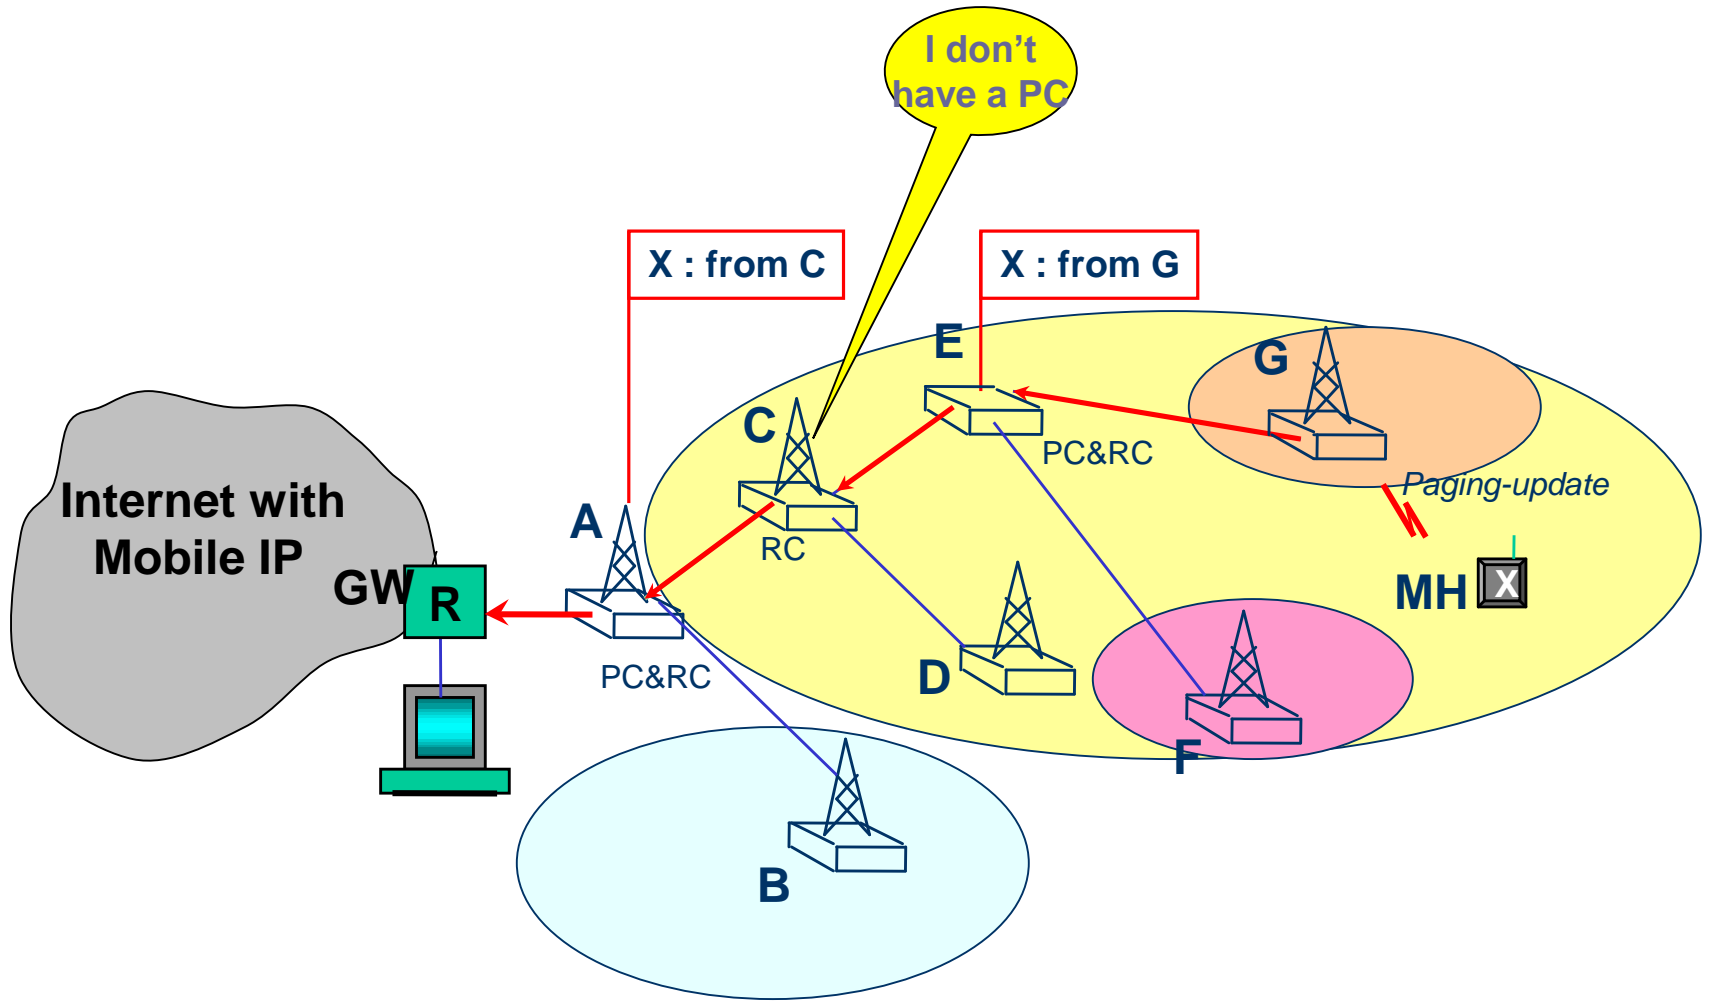 I don't
have a PC
X : from C
X : from G
E
G
C
PC&RC
Paging-update
Internet with
Mobile IP
A
RC
GW
R
MH
X
PC&RC
D
F
B